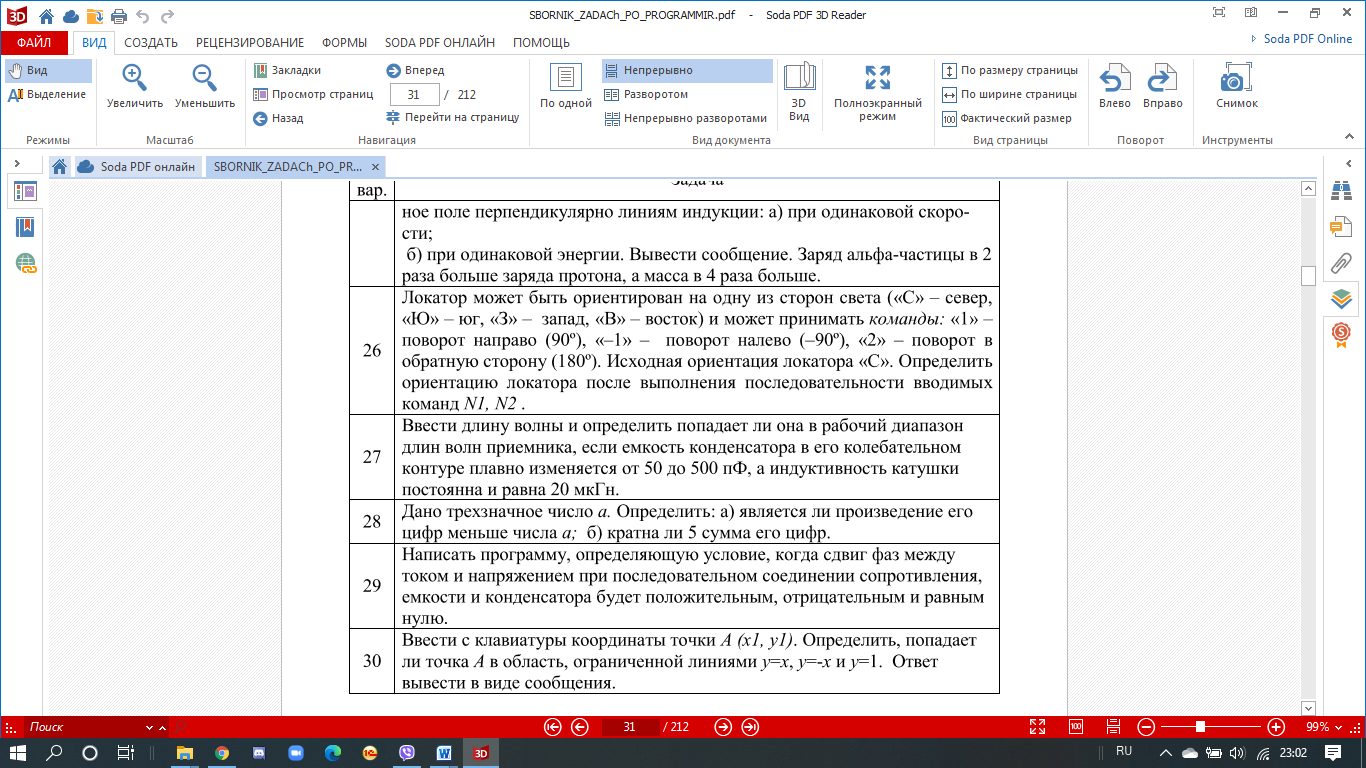 SBORNIK_ZADACh_PO_PROGRAMMIR.pdf - Soda PDF 3D Reader
ФАЙЛ ВИД СОЗДАТЬ РЕЦЕНЗИРОВАНИЕ ФОРМЫ SODA PDF ОНЛАЙН ПОМОЩЬ Soda PDF Online
Вид
Выделение
Режимы
Увеличить Уменьшить
Масштаб
Закладки
Просмотр страниц
Назад
Вперед
31 / 212
Перейти на страницу
Навигация
По одной
Непрерывно
Разворотом
Непрерывно разворотами
3D
Вид
Вид документа
Полноэкранный
режим
По размеру страницы
По ширине страницы
100 Фактический размер
Вид страницы
Влево Вправо
Поворот
Снимок
Инструменты
Soda PDF онлайн SBORNIK_ZADACh_PO_PR...
вар. Задача
ное поле перпендикулярно линиям индукции: а) при одинаковой скоро-
сти;
б) при одинаковой энергии. Вывести сообщение. Заряд альфа-частицы в 2
раза больше заряда протона, а масса в 4 раза больше.
26
Локатор может быть ориентирован на одну из сторон света («С» – север,
«Ю» – юг, «З» – запад, «В» – восток) и может принимать команды: «1» –
поворот направо (90º), «–1» – поворот налево (–90º), «2» – поворот в
обратную сторону (180º). Исходная ориентация локатора «С». Определить
ориентацию локатора после выполнения последовательности вводимых
команд N1, N2 .
27
Ввести длину волны и определить попадает ли она в рабочий диапазон
длин волн приемника, если емкость конденсатора в его колебательном
контуре плавно изменяется от 50 до 500 пФ, а индуктивность катушки
постоянна и равна 20 мкГн.
28
Дано трехзначное число а. Определить: а) является ли произведение его
цифр меньше числа а; б) кратна ли 5 сумма его цифр.
29
Написать программу, определяющую условие, когда сдвиг фаз между
током и напряжением при последовательном соединении сопротивления,
емкости и конденсатора будет положительным, отрицательным и равным
нулю.
30
Ввести с клавиатуры координаты точки А (x1, y1). Определить, попадает
ли точка А в область, ограниченной линиями y=x, y=-x и y=1. Ответ
вывести в виде сообщения.
Поиск 31 / 212 100 99%
RU 23:02